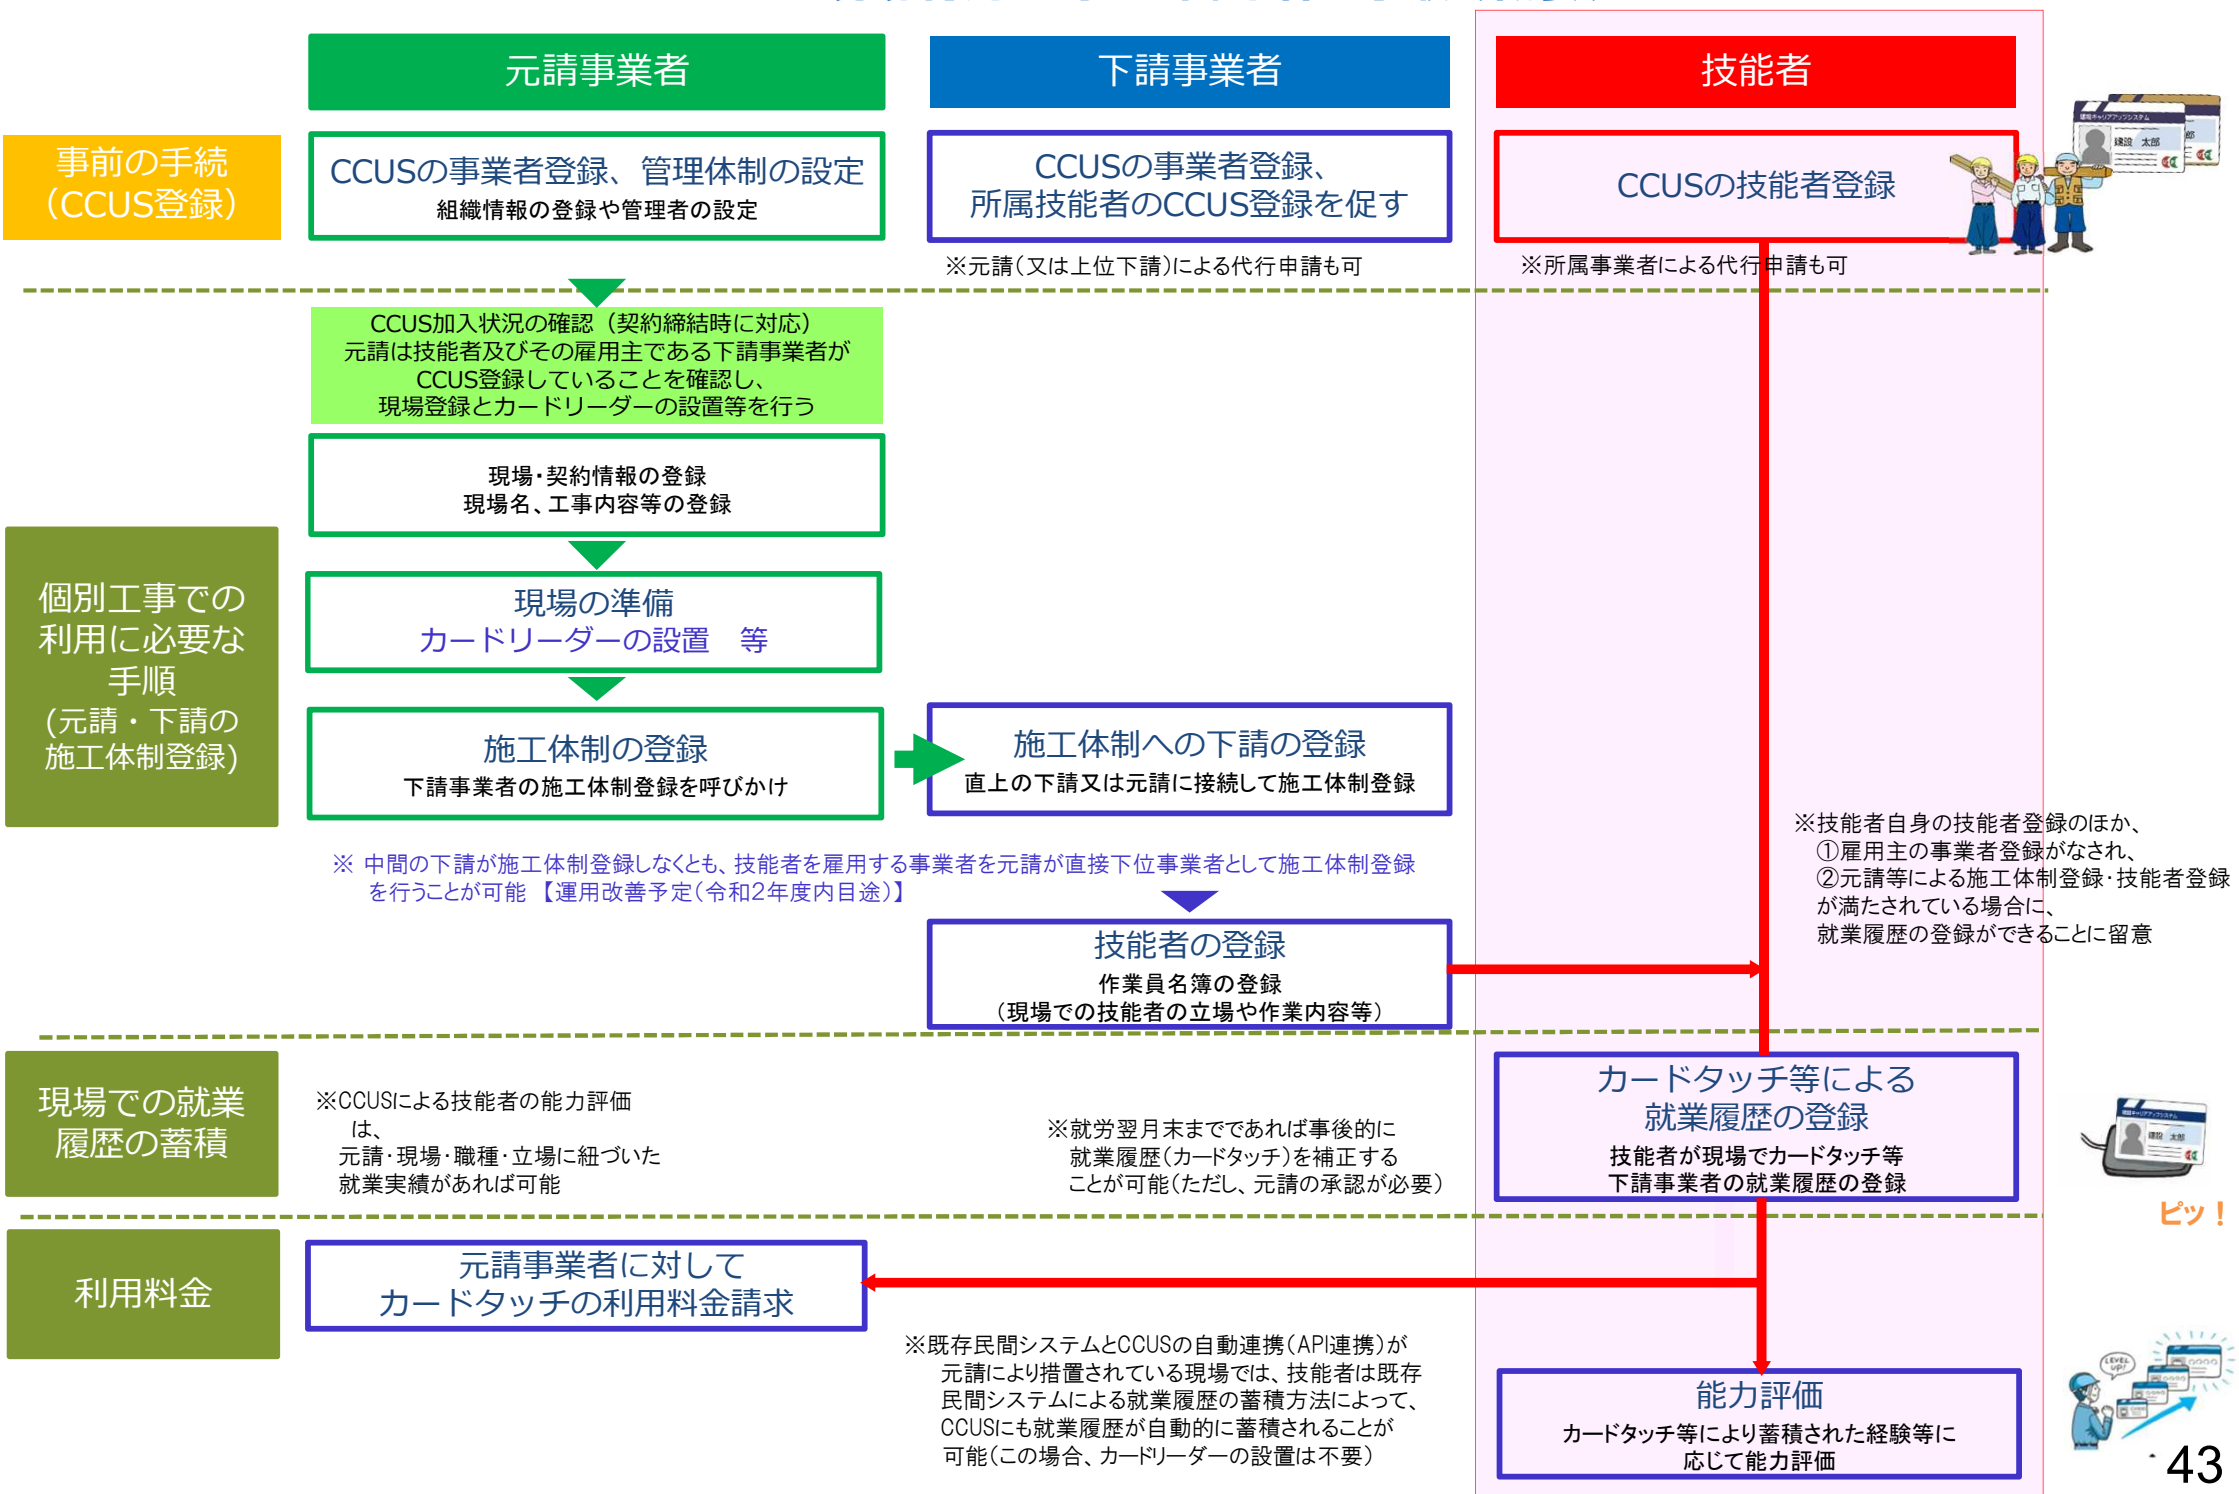 元請事業者
下請事業者
技能者
事前の手続
（CCUS登録）
CCUSの事業者登録、管理体制の設定
組織情報の登録や管理者の設定
CCUSの事業者登録、
所属技能者のCCUS登録を促す
※元請（又は上位下請）による代行申請も可
CCUSの技能者登録
※所属事業者による代行申請も可
建設キャリアアップシステム
建設 太郎
CCUS加入状況の確認（契約締結時に対応）
元請は技能者及びその雇用主である下請事業者が
CCUS登録していることを確認し、
現場登録とカードリーダーの設置等を行う
個別工事での
利用に必要な
手順
(元請・下請の
施工体制登録)
現場・契約情報の登録
現場名、工事内容等の登録
現場の準備
カードリーダーの設置　等
施工体制の登録
下請事業者の施工体制登録を呼びかけ
施工体制への下請の登録
直上の下請又は元請に接続して施工体制登録
※ 中間の下請が施工体制登録しなくとも、技能者を雇用する事業者を元請が直接下位事業者として施工体制登録
を行うことが可能 【運用改善予定（令和2年度内目途）】
※技能者自身の技能者登録のほか、
①雇用主の事業者登録がなされ、
②元請等による施工体制登録・技能者登録
が満たされている場合に、
就業履歴の登録ができることに留意
技能者の登録
作業員名簿の登録
（現場での技能者の立場や作業内容等）
現場での就業
履歴の蓄積
※CCUSによる技能者の能力評価
は、
元請・現場・職種・立場に紐づいた
就業実績があれば可能
※就労翌月末までであれば事後的に
就業履歴（カードタッチ）を補正する
ことが可能（ただし、元請の承認が必要）
カードタッチ等による
就業履歴の登録
技能者が現場でカードタッチ等
下請事業者の就業履歴の登録
建設キャリアアップシステム
建設 太郎
ピッ！
利用料金
元請事業者に対して
カードタッチの利用料金請求
※既存民間システムとCCUSの自動連携（API連携）が
元請により措置されている現場では、技能者は既存
民間システムによる就業履歴の蓄積方法によって、
CCUSにも就業履歴が自動的に蓄積されることが
可能（この場合、カードリーダーの設置は不要）
能力評価
カードタッチ等により蓄積された経験等に
応じて能力評価
LEVEL
UP!
43